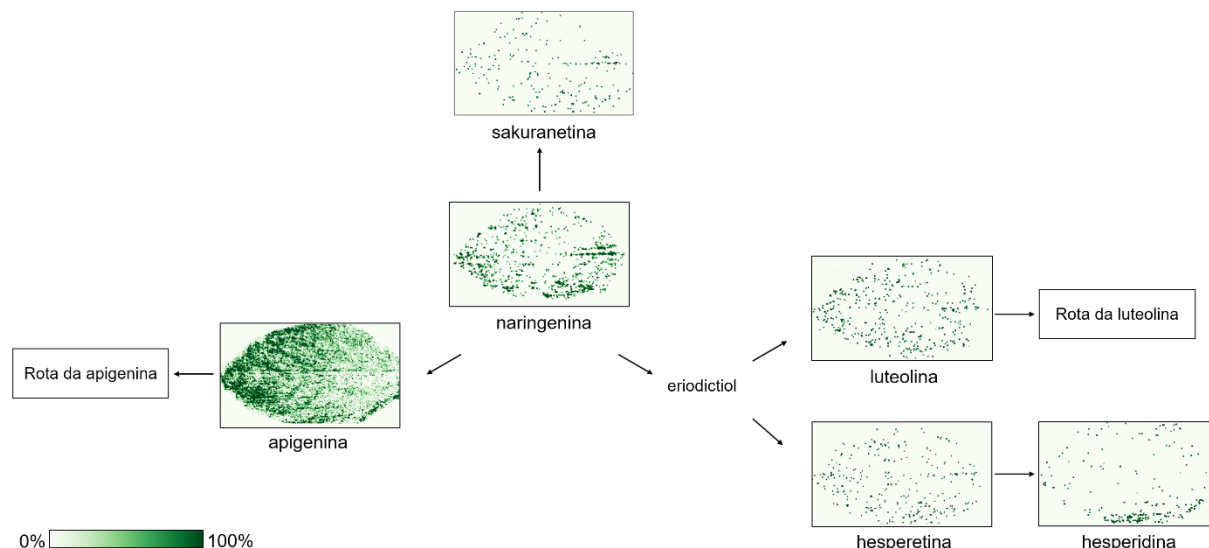 sakuranetina
naringenina
Rota da apigenina
apigenina
eriodictiol
luteolina
Rota da luteolina
hesperetina
hesperidina
0%
100%